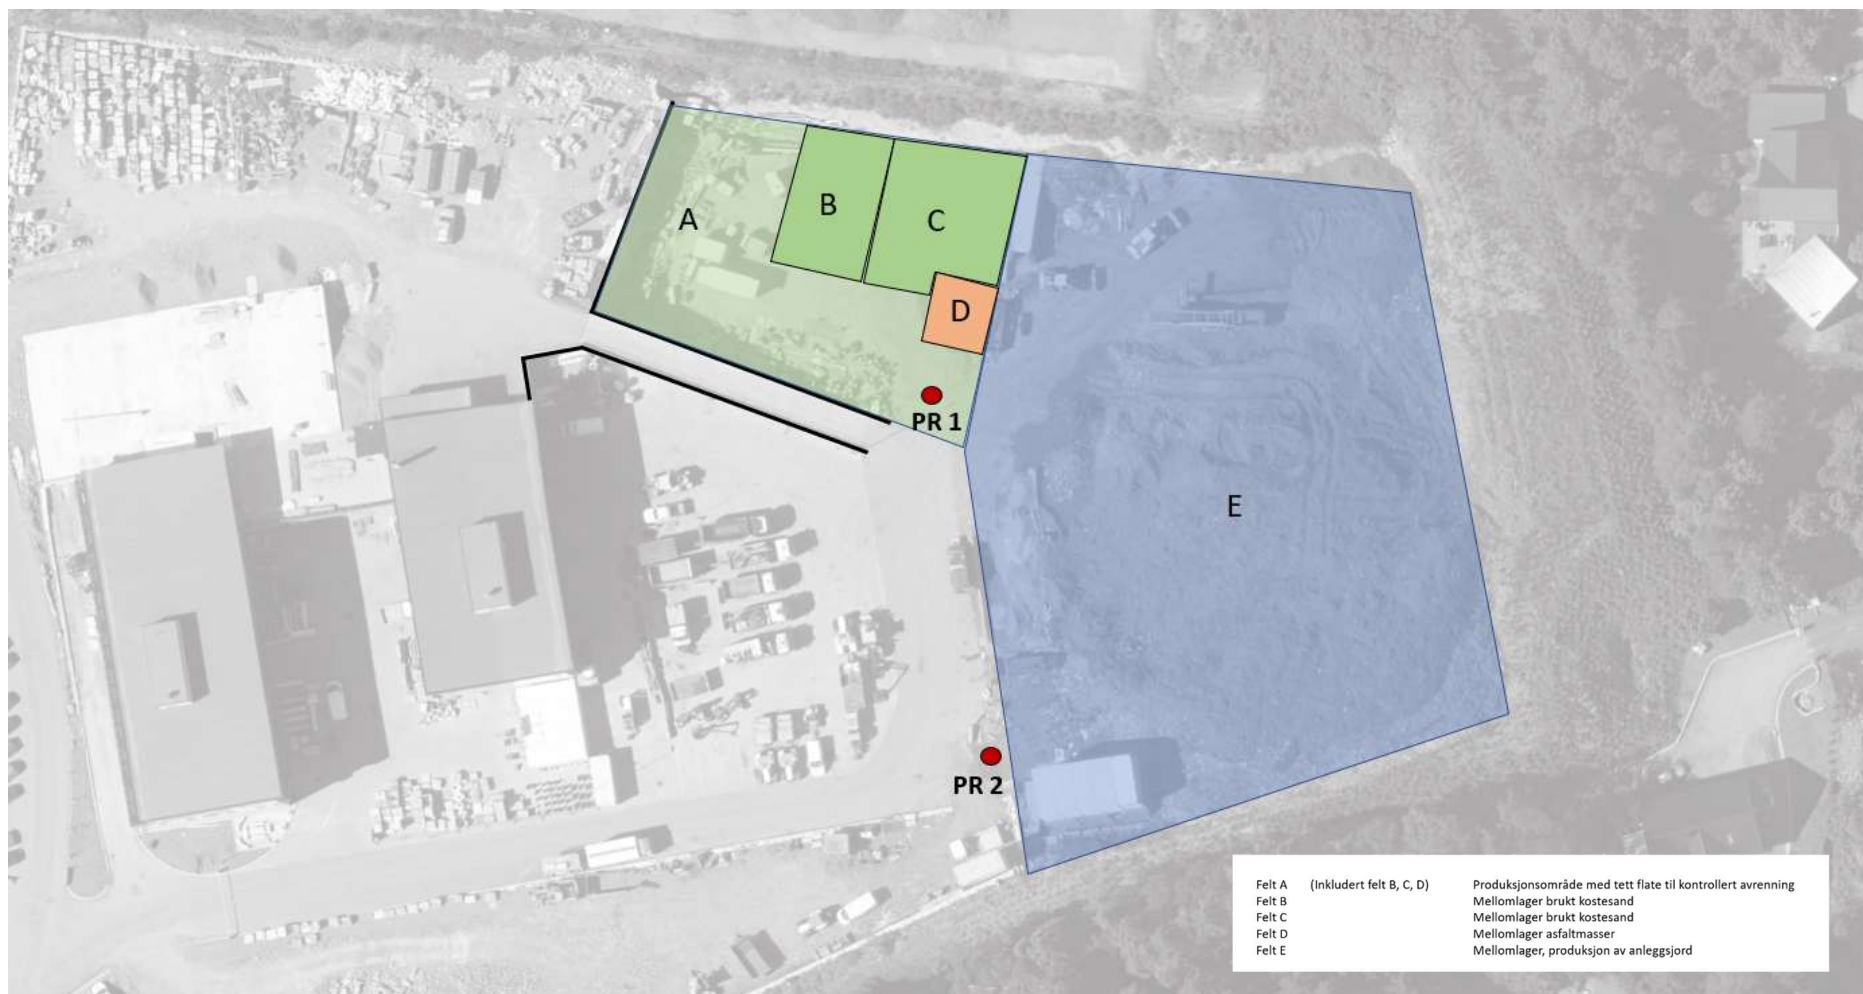 A
B
C
D
PR 1
E
PR 2
Felt A (Inkludert felt B, C, D) Produksjonsområde med tett flate til kontrollert avrenning
Felt B Mellomlager brukt kostesand
Felt C Mellomlager brukt kostesand
Felt D Mellomlager asfaltmasser
Felt E Mellomlager, produksjon av anleggsjord